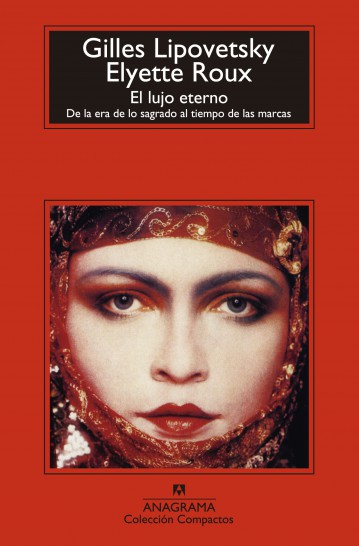 Gilles Lipovetsky
Elyette Roux
El lujo eterno
De la era de lo sagrado al tiempo de las marcas
ANAGRAMA
Colección Compactos